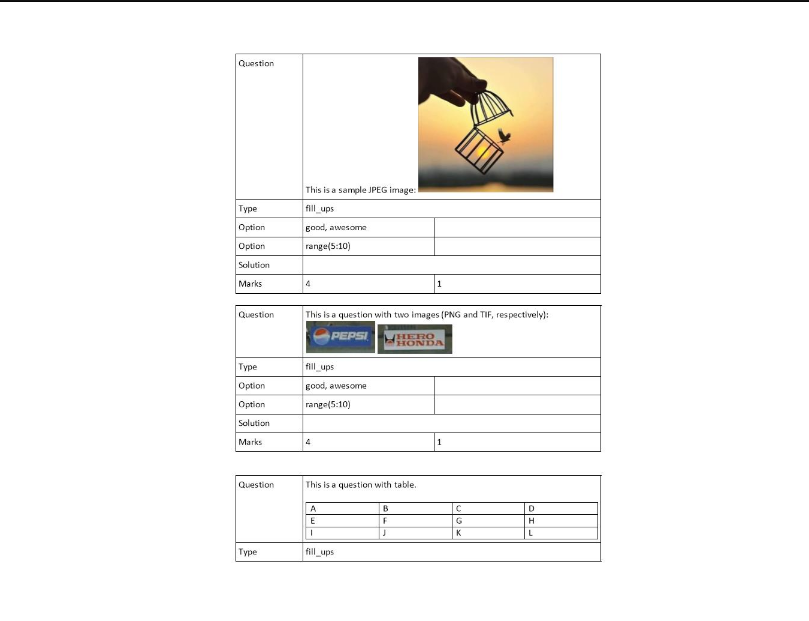 Question
This is a sample JPEG image:
Type fill_ups
Option good, awesome
Option range(5:10)
Solution
Marks 4 1
Question This is a question with two images (PNG and TIF, respectively):
PEPSI HERO
HONDA
Type fill_ups
Option good, awesome
Option range(5:10)
Solution
Marks 4 1
Question This is a question with table.
A B C D
E F G H
I J K L
Type fill_ups